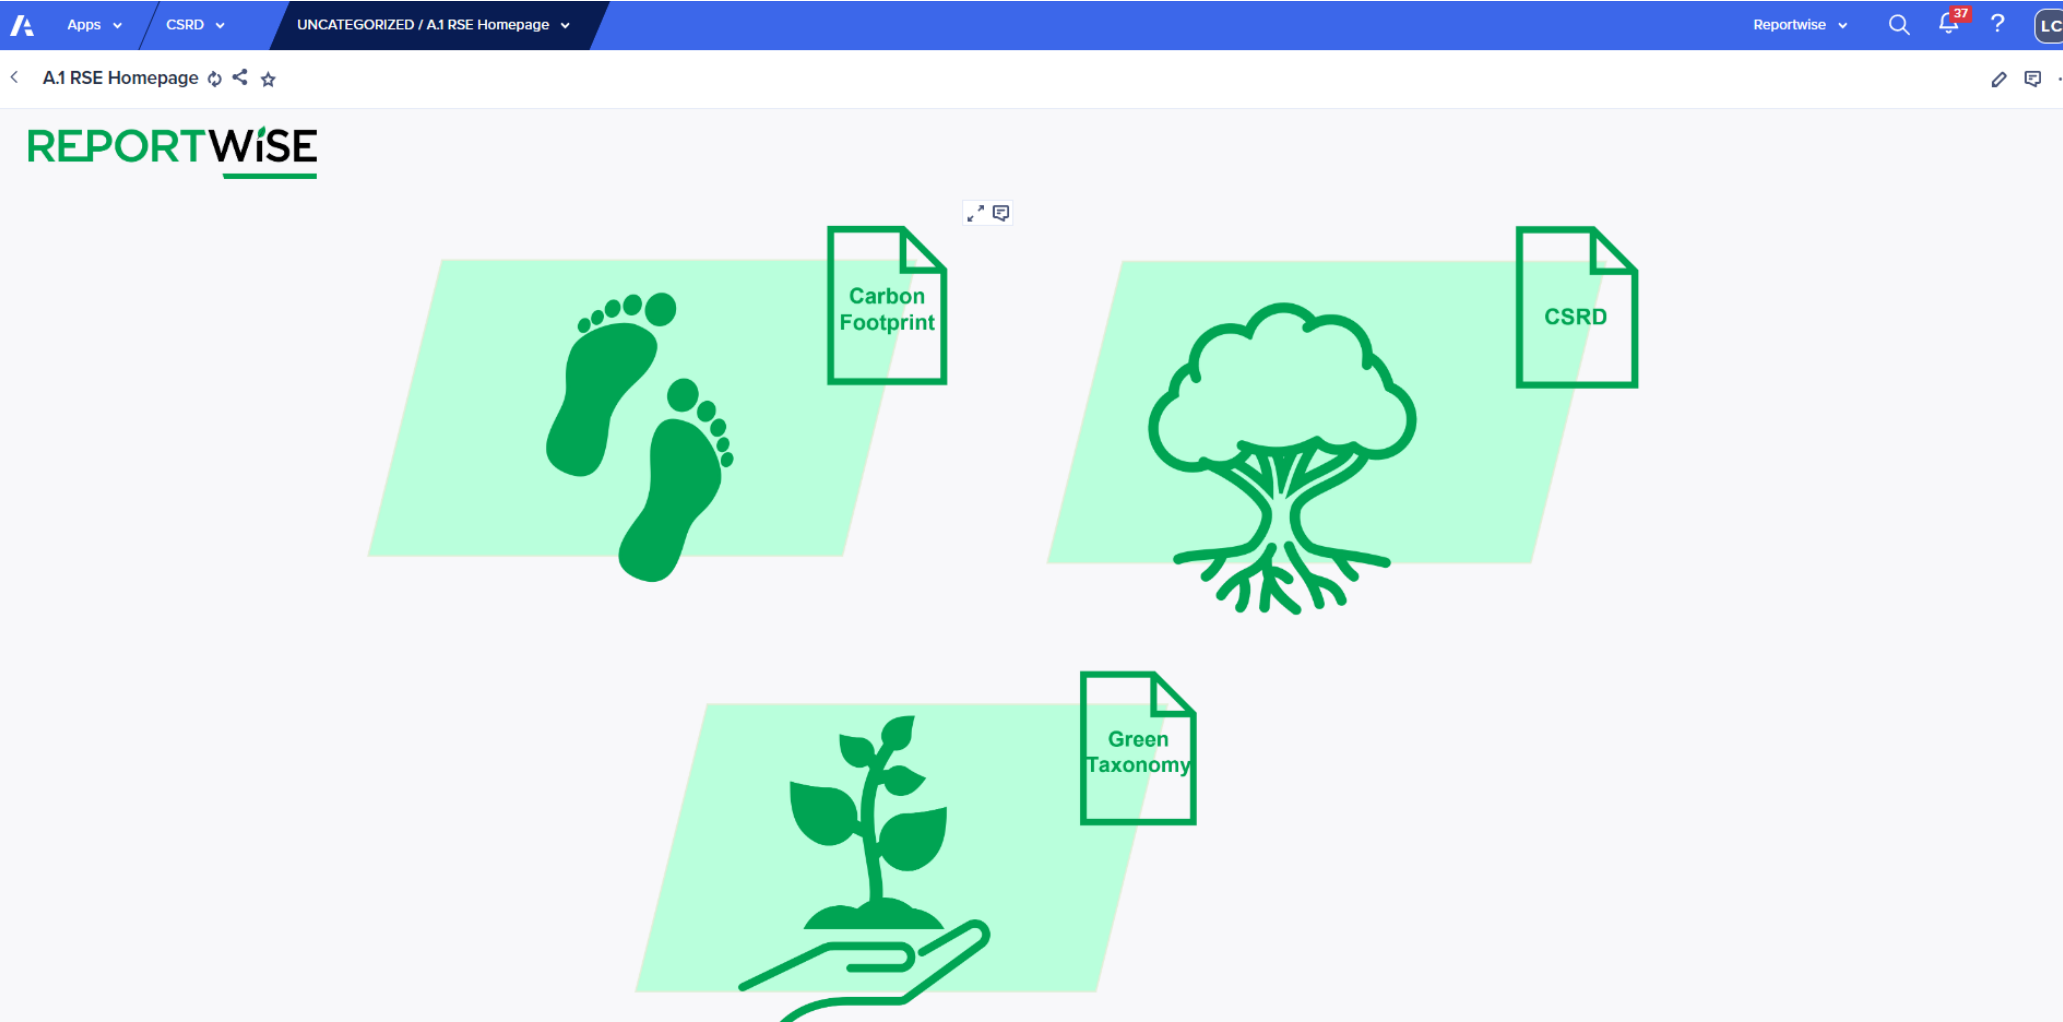 Apps
CSRD
UNCATEGORIZED / A.1 RSE Homepage
Reportwise
37
?
LC
A.1 RSE Homepage
REPORTWiSE
Carbon
Footprint
CSRD
Green
Taxonomy